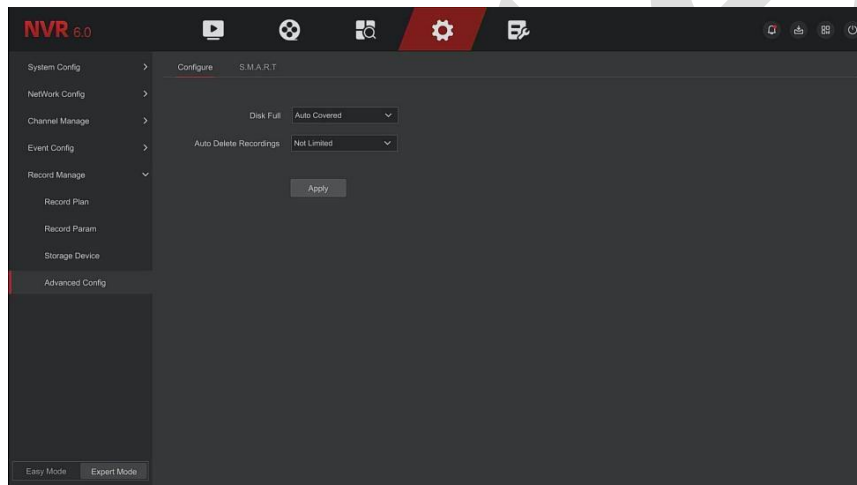 NVR 6.0
System Config
NetWork Config
Channel Manage
Event Config
Record Manage
Record Plan
Record Param
Storage Device
Advanced Config
Easy Mode Expert Mode
Configure S.M.A.R.T
Disk Full Auto Covered
Auto Delete Recordings Not Limited
Apply